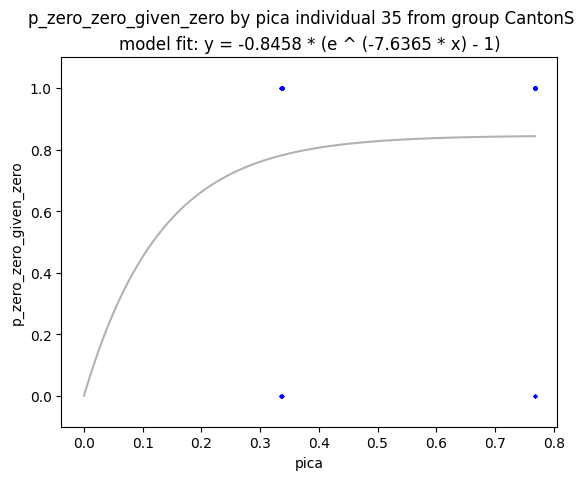 p_zero_zero_given_zero by pica individual 35 from group CantonS
model fit: y = -0.8458 * (e ^ (-7.6365 * x) - 1)
p_zero_zero_given_zero
1.0
0.8
0.6
0.4
0.2
0.0
0.0 0.1 0.2 0.3 0.4 0.5 0.6 0.7 0.8
pica